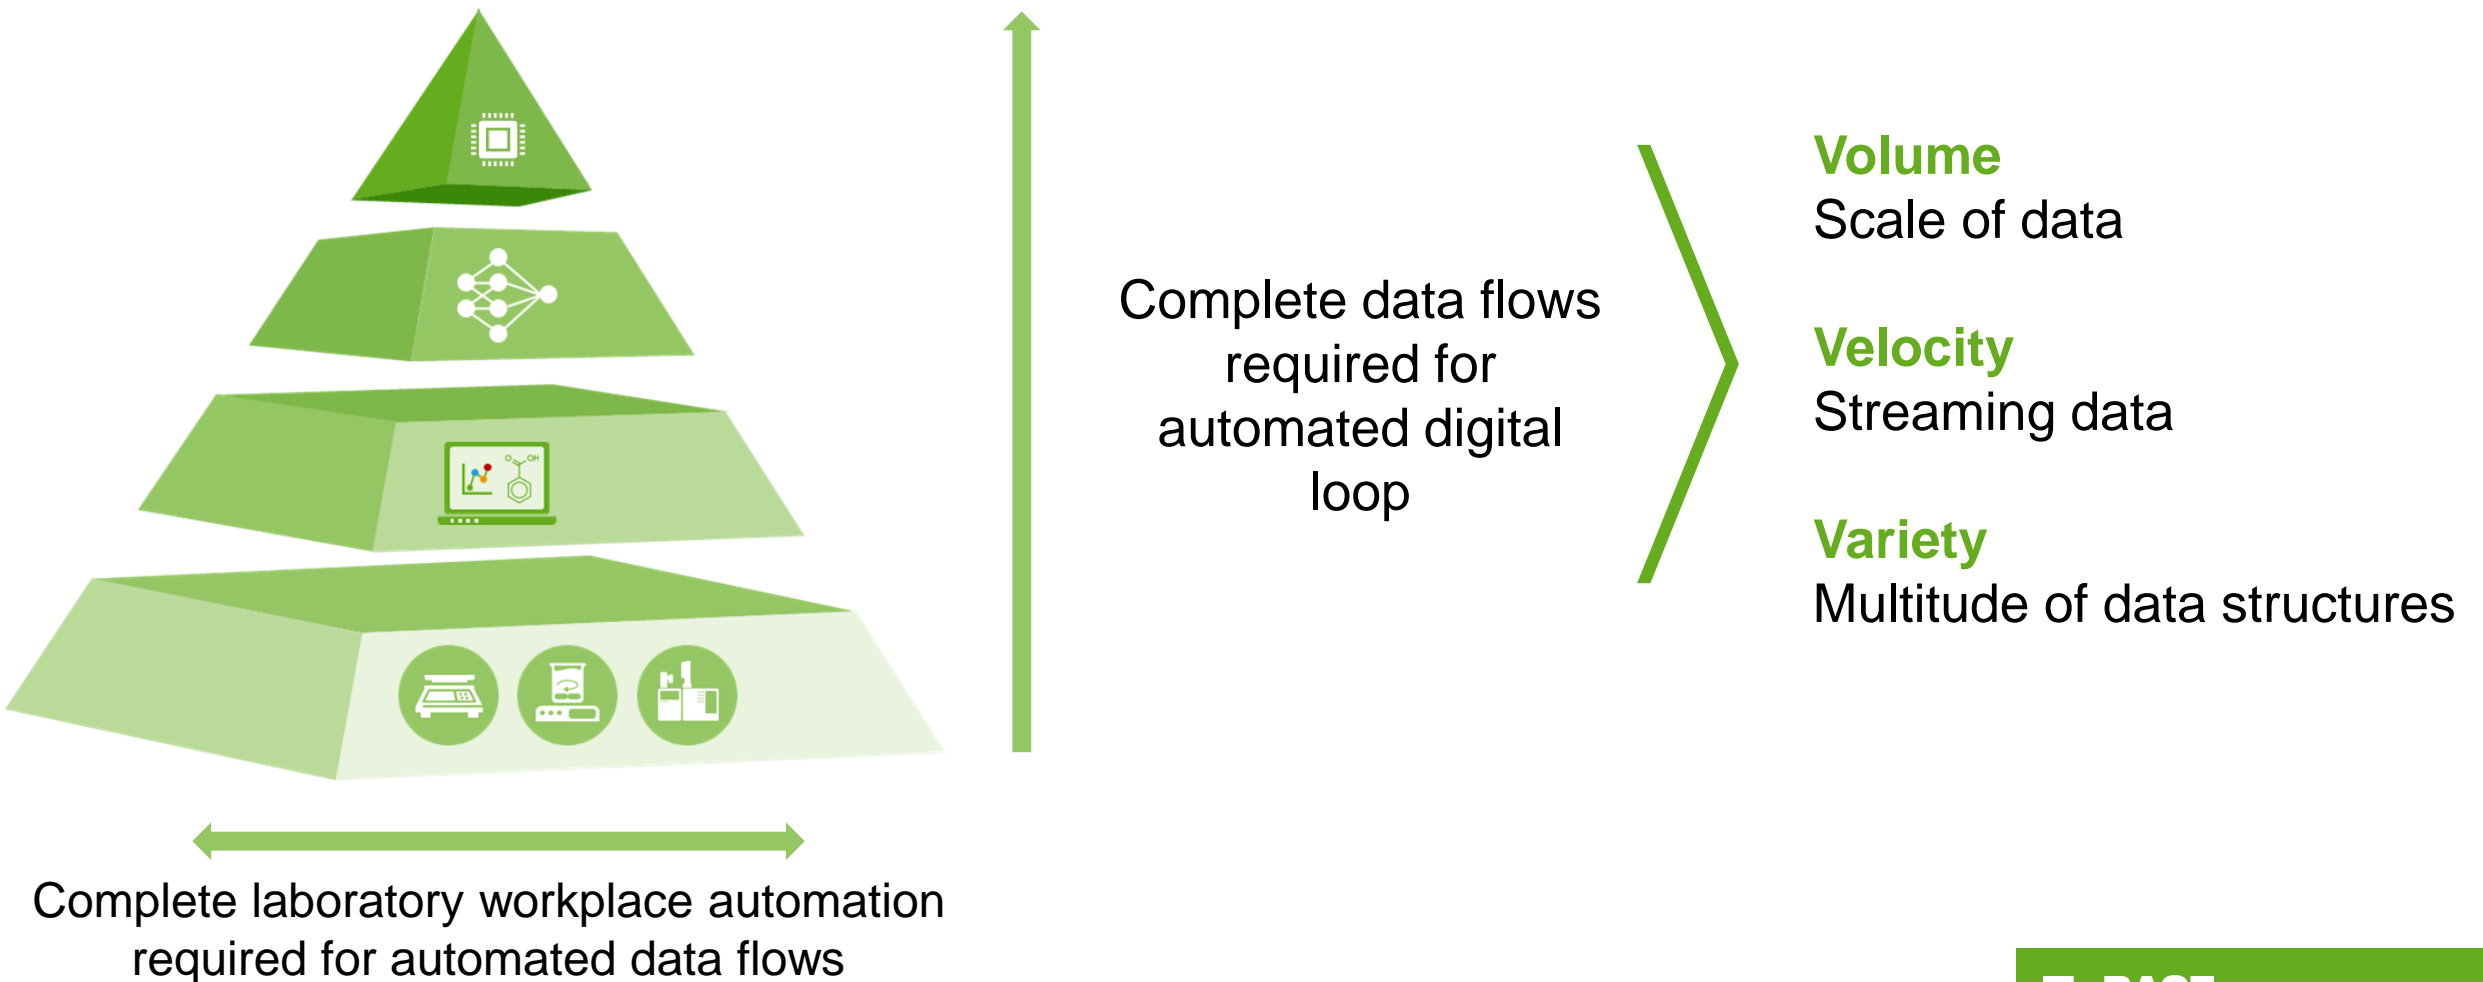 Volume
Scale of data
Complete data flows
required for
automated digital
loop
Velocity
Streaming data
Variety
Multitude of data structures
Complete laboratory workplace automation
required for automated data flows